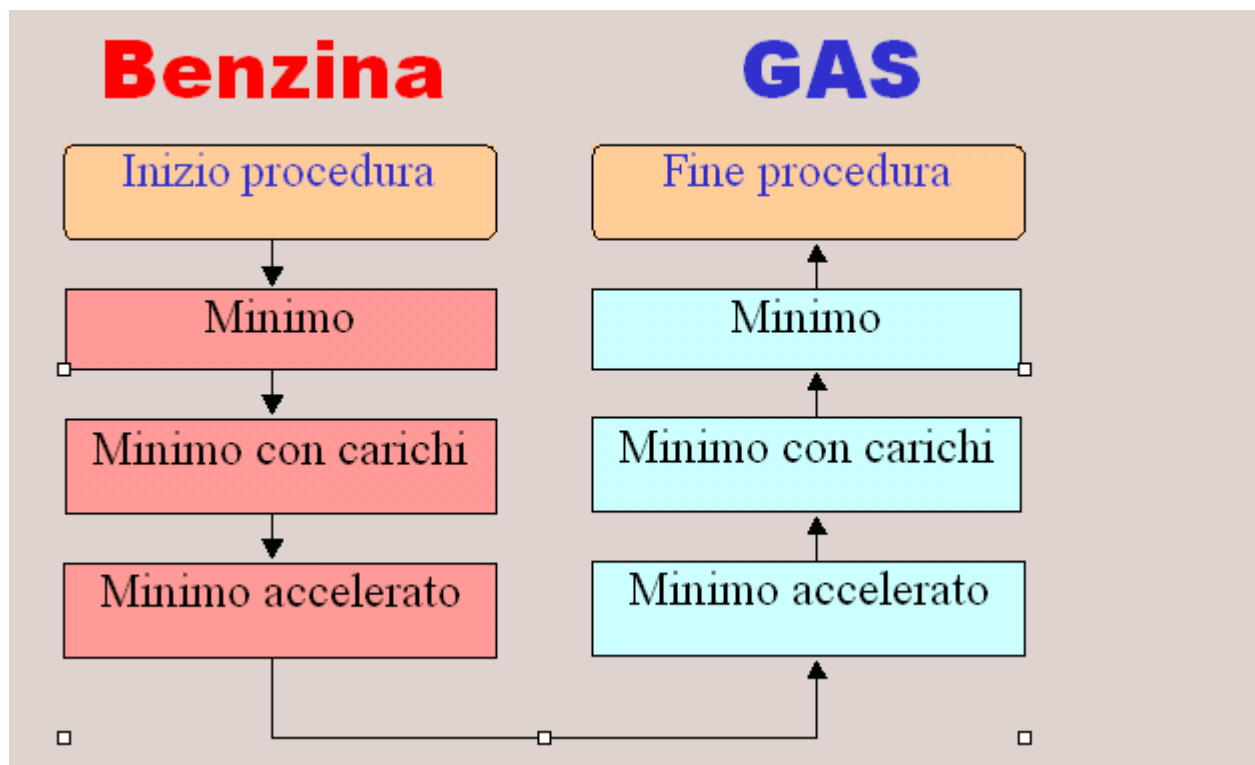 Benzina
GAS
Inizio procedura
Fine procedura
Minimo
Minimo
Minimo con carichi
Minimo con carichi
Minimo accelerato
Minimo accelerato